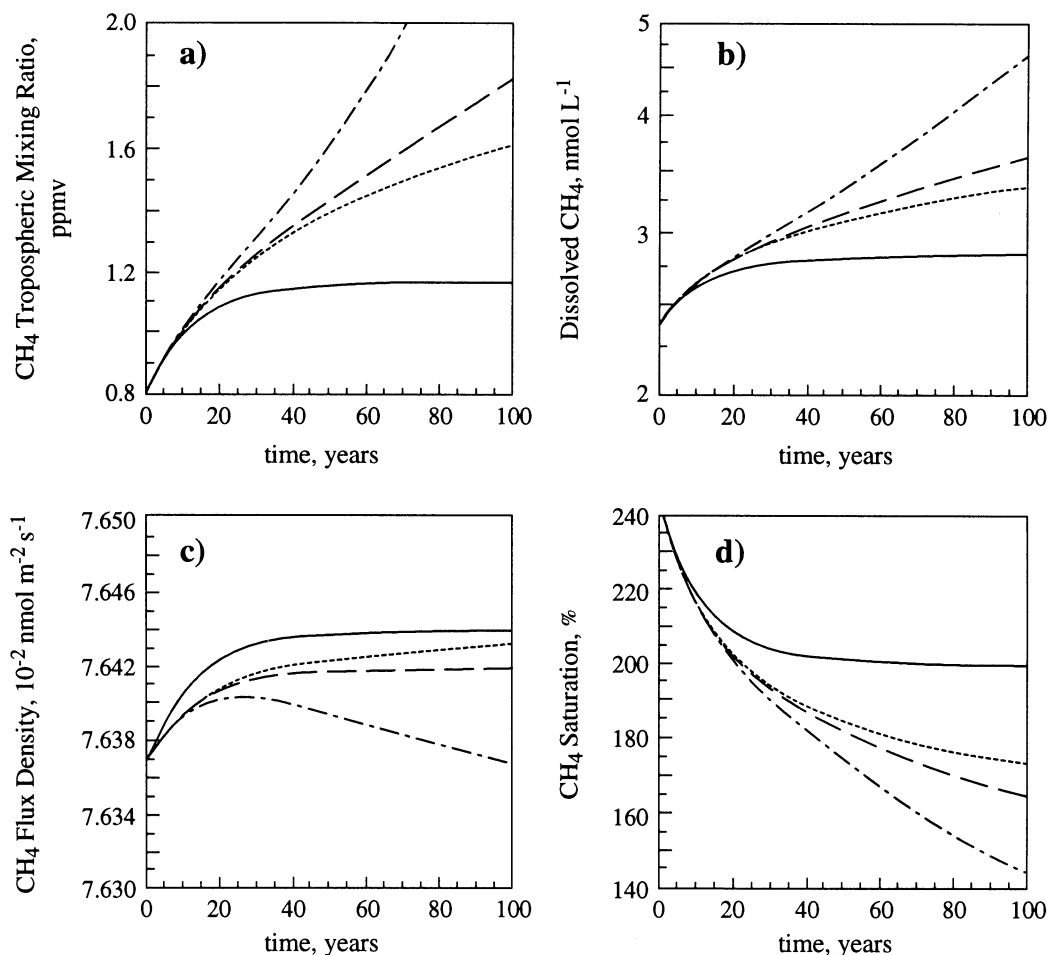 a)
CH4 Tropospheric Mixing Ratio,
ppmv
2.0
1.6
1.2
0.8
0 20 40 60 80 100
time, years
b)
Dissolved CH4, nmol L-1
5
4
3
2
0 20 40 60 80 100
time, years
c)
CH4 Flux Density, 10-2 nmol m-2 s-1
7.650
7.646
7.642
7.638
7.634
7.630
0 20 40 60 80 100
time, years
d)
CH4 Saturation, %
240
220
200
180
160
140
0 20 40 60 80 100
time, years